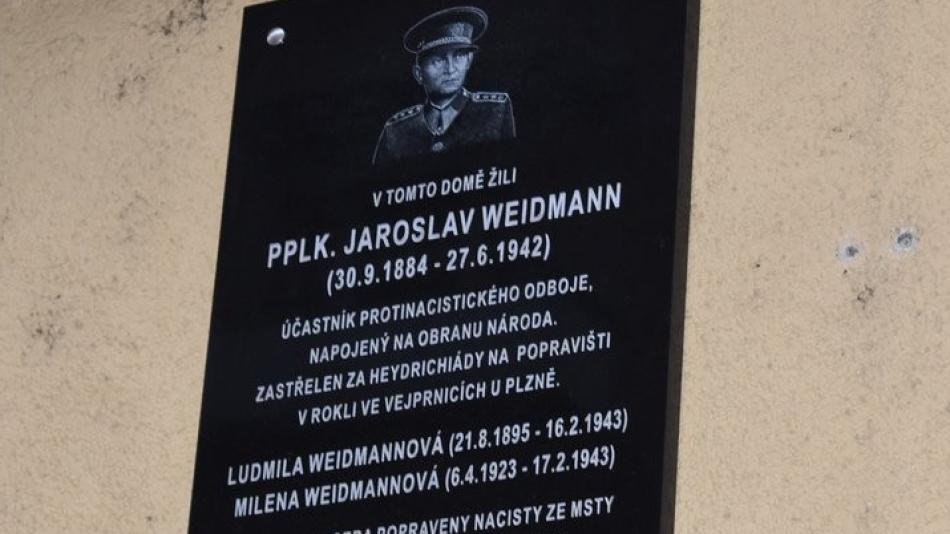 V TOMTO DOMĚ ŽILI
PPLK. JAROSLAV WEIDMANN
(30.9.1884 - 27.6.1942)
ÚČASTNÍK PROTINACISTICKÉHO ODBOJE,
NAPOJENÝ NA OBRANU NÁRODA.
ZASTŘELEN ZA HEYDRICHIÁDY NA POPRAVIŠTI
V ROKLI VE VEJPRNICÍCH U PLZNĚ.
LUDMILA WEIDMANNOVÁ (21.8.1895 - 16.2.1943)
MILENA WEIDMANNOVÁ (6.4.1923 - 17.2.1943)
POPRAVENY NACISTY ZE MSTY